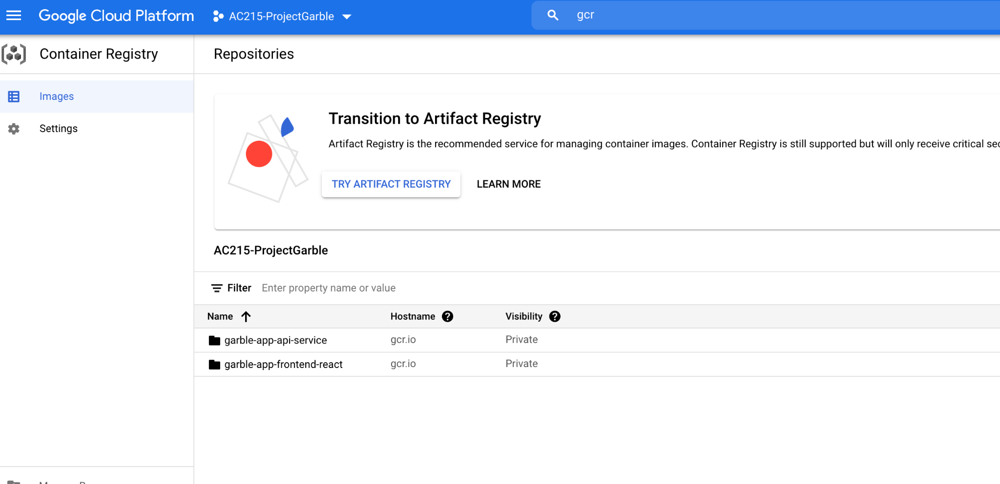 Google Cloud Platform
AC215-ProjectGarble
gcr
Container Registry
Repositories
Images
Settings
Transition to Artifact Registry
Artifact Registry is the recommended service for managing container images. Container Registry is still supported but will only receive critical
TRY ARTIFACT REGISTRY
LEARN MORE
AC215-ProjectGarble
Filter Enter property name or value
Name Hostname ? Visibility ?
garble-app-api-service gcr.io Private
garble-app-frontend-react gcr.io Private